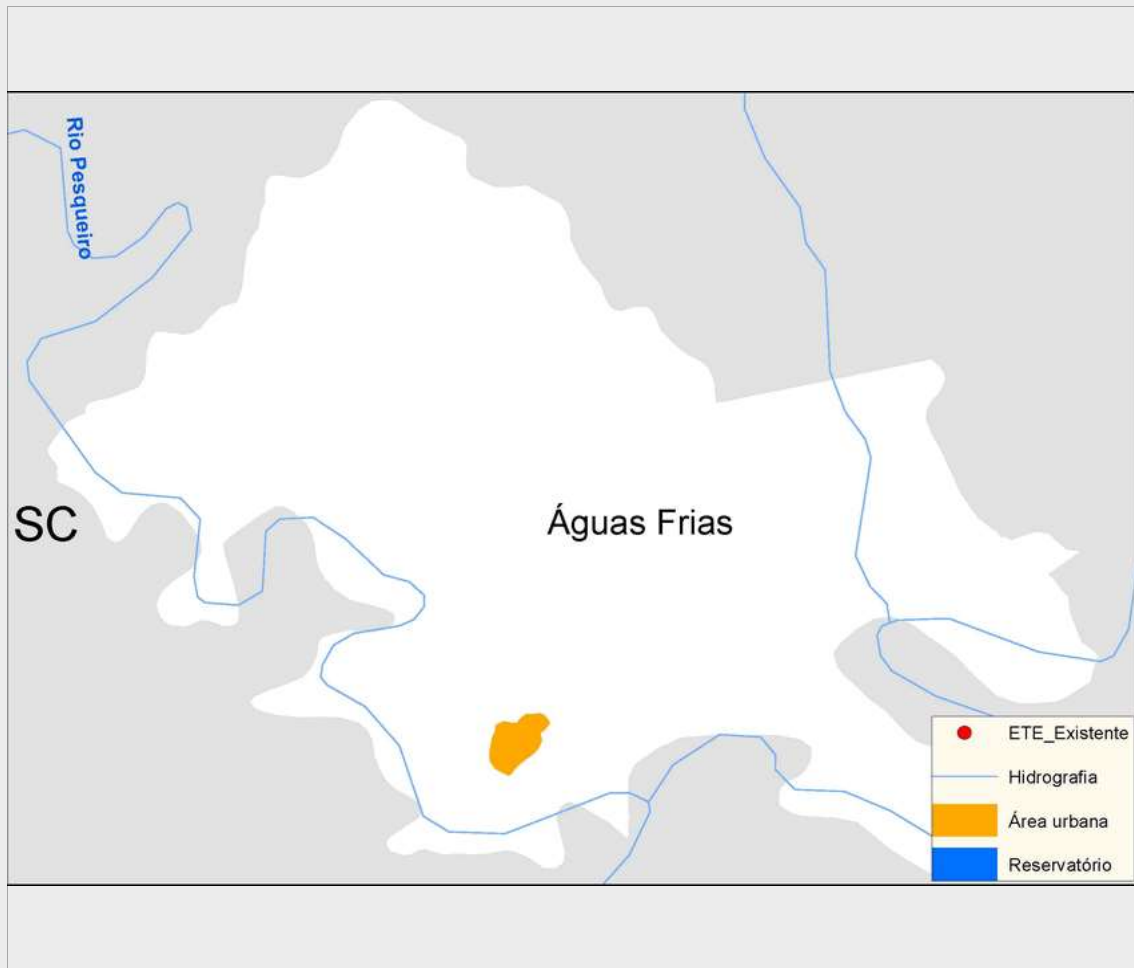 Rio Pesqueiro
SC
Águas Frias
ETE_Existente
Hidrografia
Área urbana
Reservatório